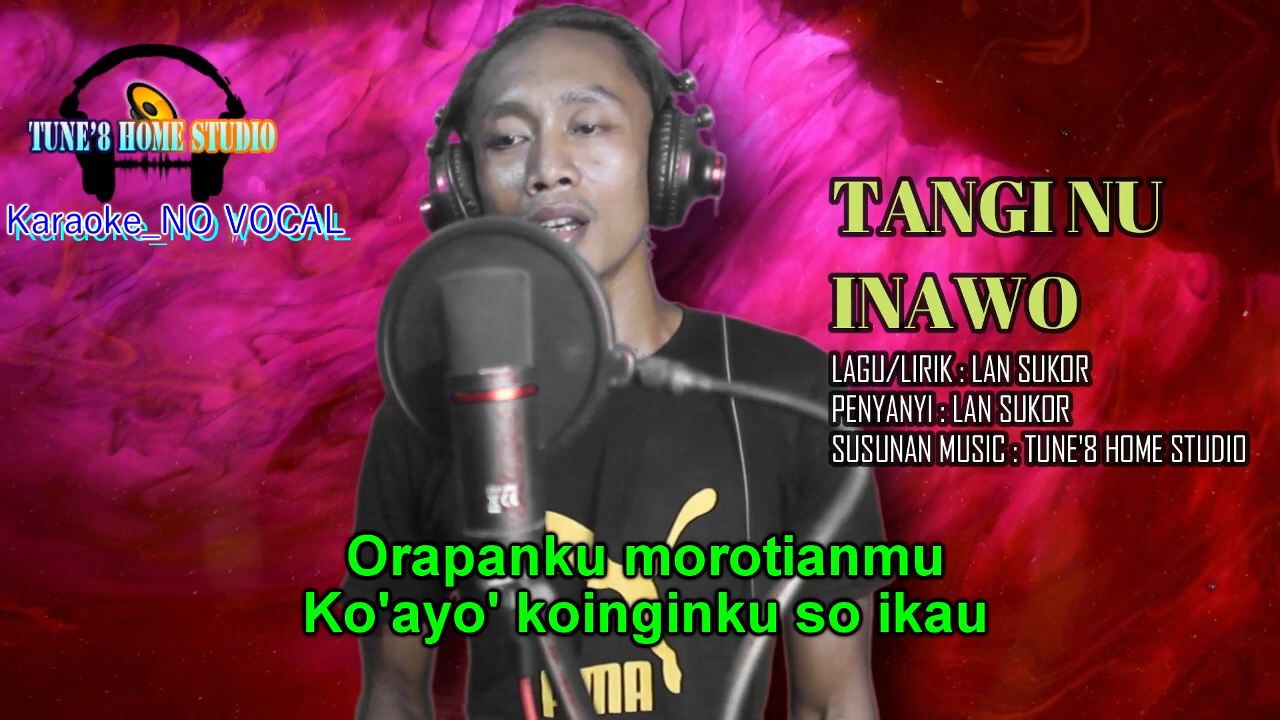 TUNE'8 HOME STUDIO
Karaoke_NO VOCAL
TANGI NU
INAWO
LAGU/LIRIK : LAN SUKOR
PENYANYI : LAN SUKOR
SUSUNAN MUSIC : TUNE'8 HOME STUDIO
Orapanku morotianmu
Ko'ayo' koinginku so ikau